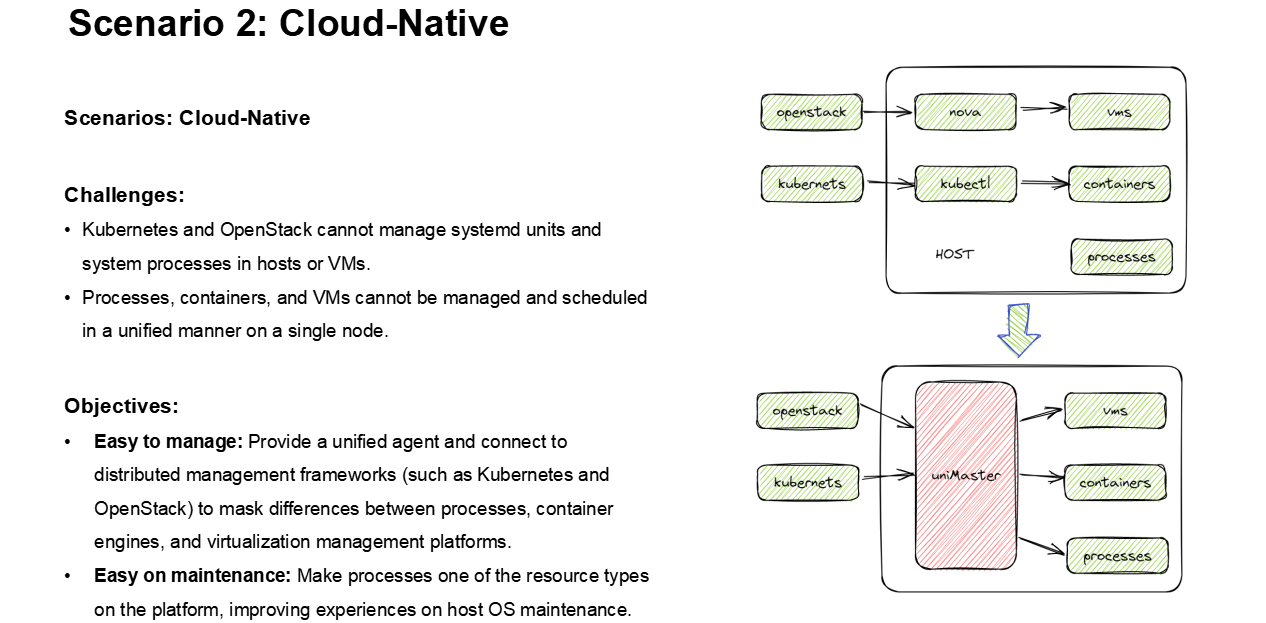 Scenario 2: Cloud-Native
Scenarios: Cloud-Native
Challenges:
• Kubernetes and OpenStack cannot manage systemd units and
system processes in hosts or VMs.
• Processes, containers, and VMs cannot be managed and scheduled
in a unified manner on a single node.
Objectives:
• Easy to manage: Provide a unified agent and connect to
distributed management frameworks (such as Kubernetes and
OpenStack) to mask differences between processes, container
engines, and virtualization management platforms.
• Easy on maintenance: Make processes one of the resource types
on the platform, improving experiences on host OS maintenance.
openstack
nova
vms
kubernets
kubectl
containers
HOST
processes
openstack
kubernets
uniMaster
vms
containers
processes